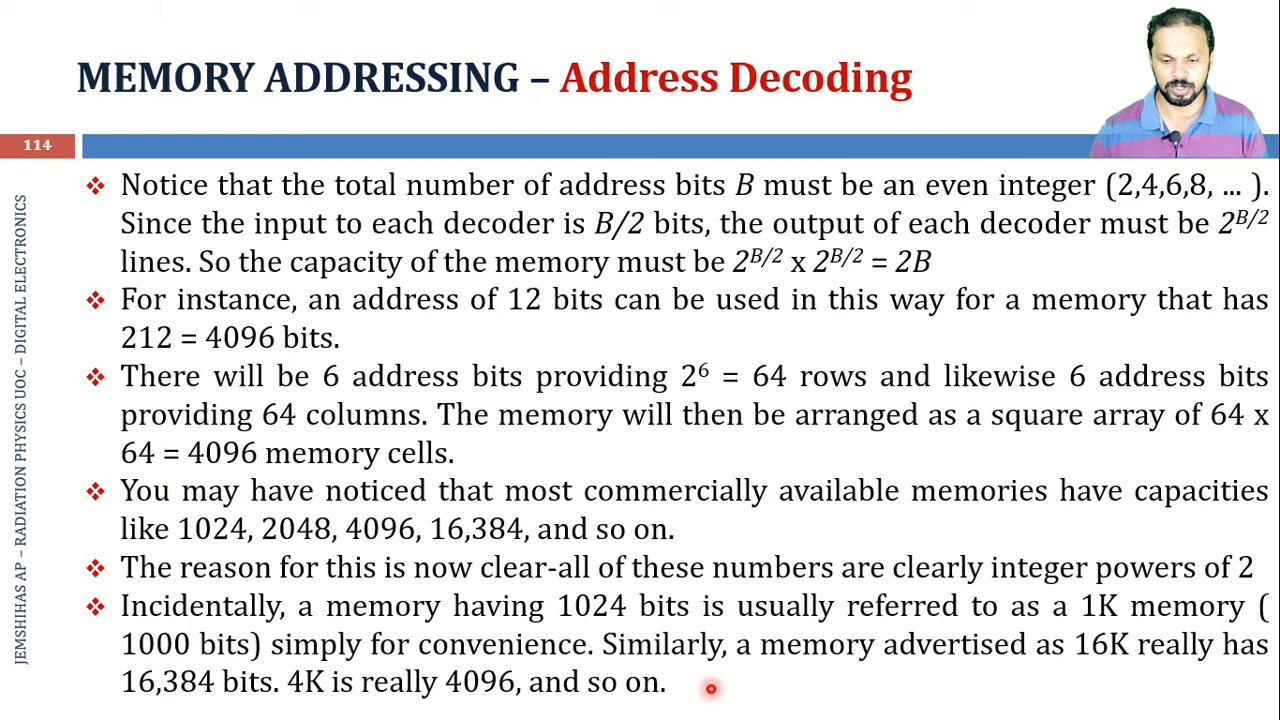 MEMORY ADDRESSING – Address Decoding
114
JEMSHIHAS AP – RADIATION PHYSICS UOC – DIGITAL ELECTRONICS
❖ Notice that the total number of address bits B must be an even integer (2,4,6,8, ... ).
Since the input to each decoder is B/2 bits, the output of each decoder must be 2^B/2
lines. So the capacity of the memory must be 2^B/2 x 2^B/2 = 2B
❖ For instance, an address of 12 bits can be used in this way for a memory that has
212 = 4096 bits.
❖ There will be 6 address bits providing 2⁶ = 64 rows and likewise 6 address bits
providing 64 columns. The memory will then be arranged as a square array of 64 x
64 = 4096 memory cells.
❖ You may have noticed that most commercially available memories have capacities
like 1024, 2048, 4096, 16,384, and so on.
❖ The reason for this is now clear-all of these numbers are clearly integer powers of 2
❖ Incidentally, a memory having 1024 bits is usually referred to as a 1K memory (
1000 bits) simply for convenience. Similarly, a memory advertised as 16K really has
16,384 bits. 4K is really 4096, and so on.